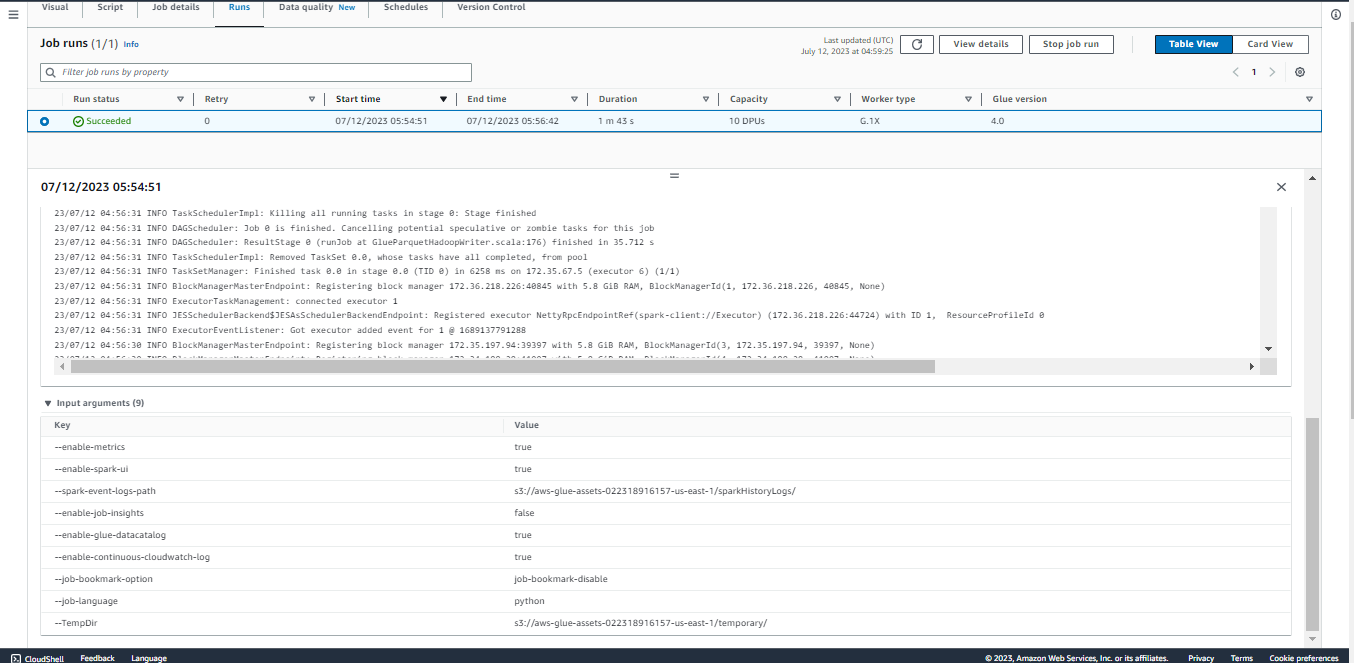 Visual Script Job details Runs Data quality New Schedules Version Control
Job runs (1/1) Info
Last updated (UTC)
July 12, 2023 at 04:59:25
View details Stop job run Table View Card View
Filter job runs by property
1
Run status Retry Start time End time Duration Capacity Worker type Glue version
Succeeded 0 07/12/2023 05:54:51 07/12/2023 05:56:42 1 m 43 s 10 DPUs G.1X 4.0
07/12/2023 05:54:51
23/07/12 04:56:31 INFO TaskSchedulerImpl: Killing all running tasks in stage 0: Stage finished
23/07/12 04:56:31 INFO DAGScheduler: Job 0 is finished. Cancelling potential speculative or zombie tasks for this job
23/07/12 04:56:31 INFO DAGScheduler: ResultStage 0 (runJob at GlueParquetHadoopWriter.scala:176) finished in 35.712 s
23/07/12 04:56:31 INFO TaskSchedulerImpl: Removed TaskSet 0.0, whose tasks have all completed, from pool
23/07/12 04:56:31 INFO TaskSetManager: Finished task 0.0 in stage 0.0 (TID 0) in 6258 ms on 172.35.67.5 (executor 6) (1/1)
23/07/12 04:56:31 INFO BlockManagerMasterEndpoint: Registering block manager 172.36.218.226:40845 with 5.8 GiB RAM, BlockManagerId(1, 172.36.218.226, 40845, None)
23/07/12 04:56:31 INFO ExecutorTaskManagement: connected executor 1
23/07/12 04:56:31 INFO JESSchedulerBackend$JESAsSchedulerBackendEndpoint: Registered executor NettyRpcEndpointRef(spark-client://Executor) (172.36.218.226:44724) with ID 1, ResourceProfileId 0
23/07/12 04:56:31 INFO ExecutorEventListener: Got executor added event for 1 @ 1689137791288
23/07/12 04:56:30 INFO BlockManagerMasterEndpoint: Registering block manager 172.35.197.94:39397 with 5.8 GiB RAM, BlockManagerId(3, 172.35.197.94, 39397, None)
Input arguments (9)
Key Value
--enable-metrics true
--enable-spark-ui true
--spark-event-logs-path s3://aws-glue-assets-022318916157-us-east-1/sparkHistoryLogs/
--enable-job-insights false
--enable-glue-datacatalog true
--enable-continuous-cloudwatch-log true
--job-bookmark-option job-bookmark-disable
--job-language python
--TempDir s3://aws-glue-assets-022318916157-us-east-1/temporary/
CloudShell Feedback Language © 2023, Amazon Web Services, Inc. or its affiliates. Privacy Terms Cookie preferences